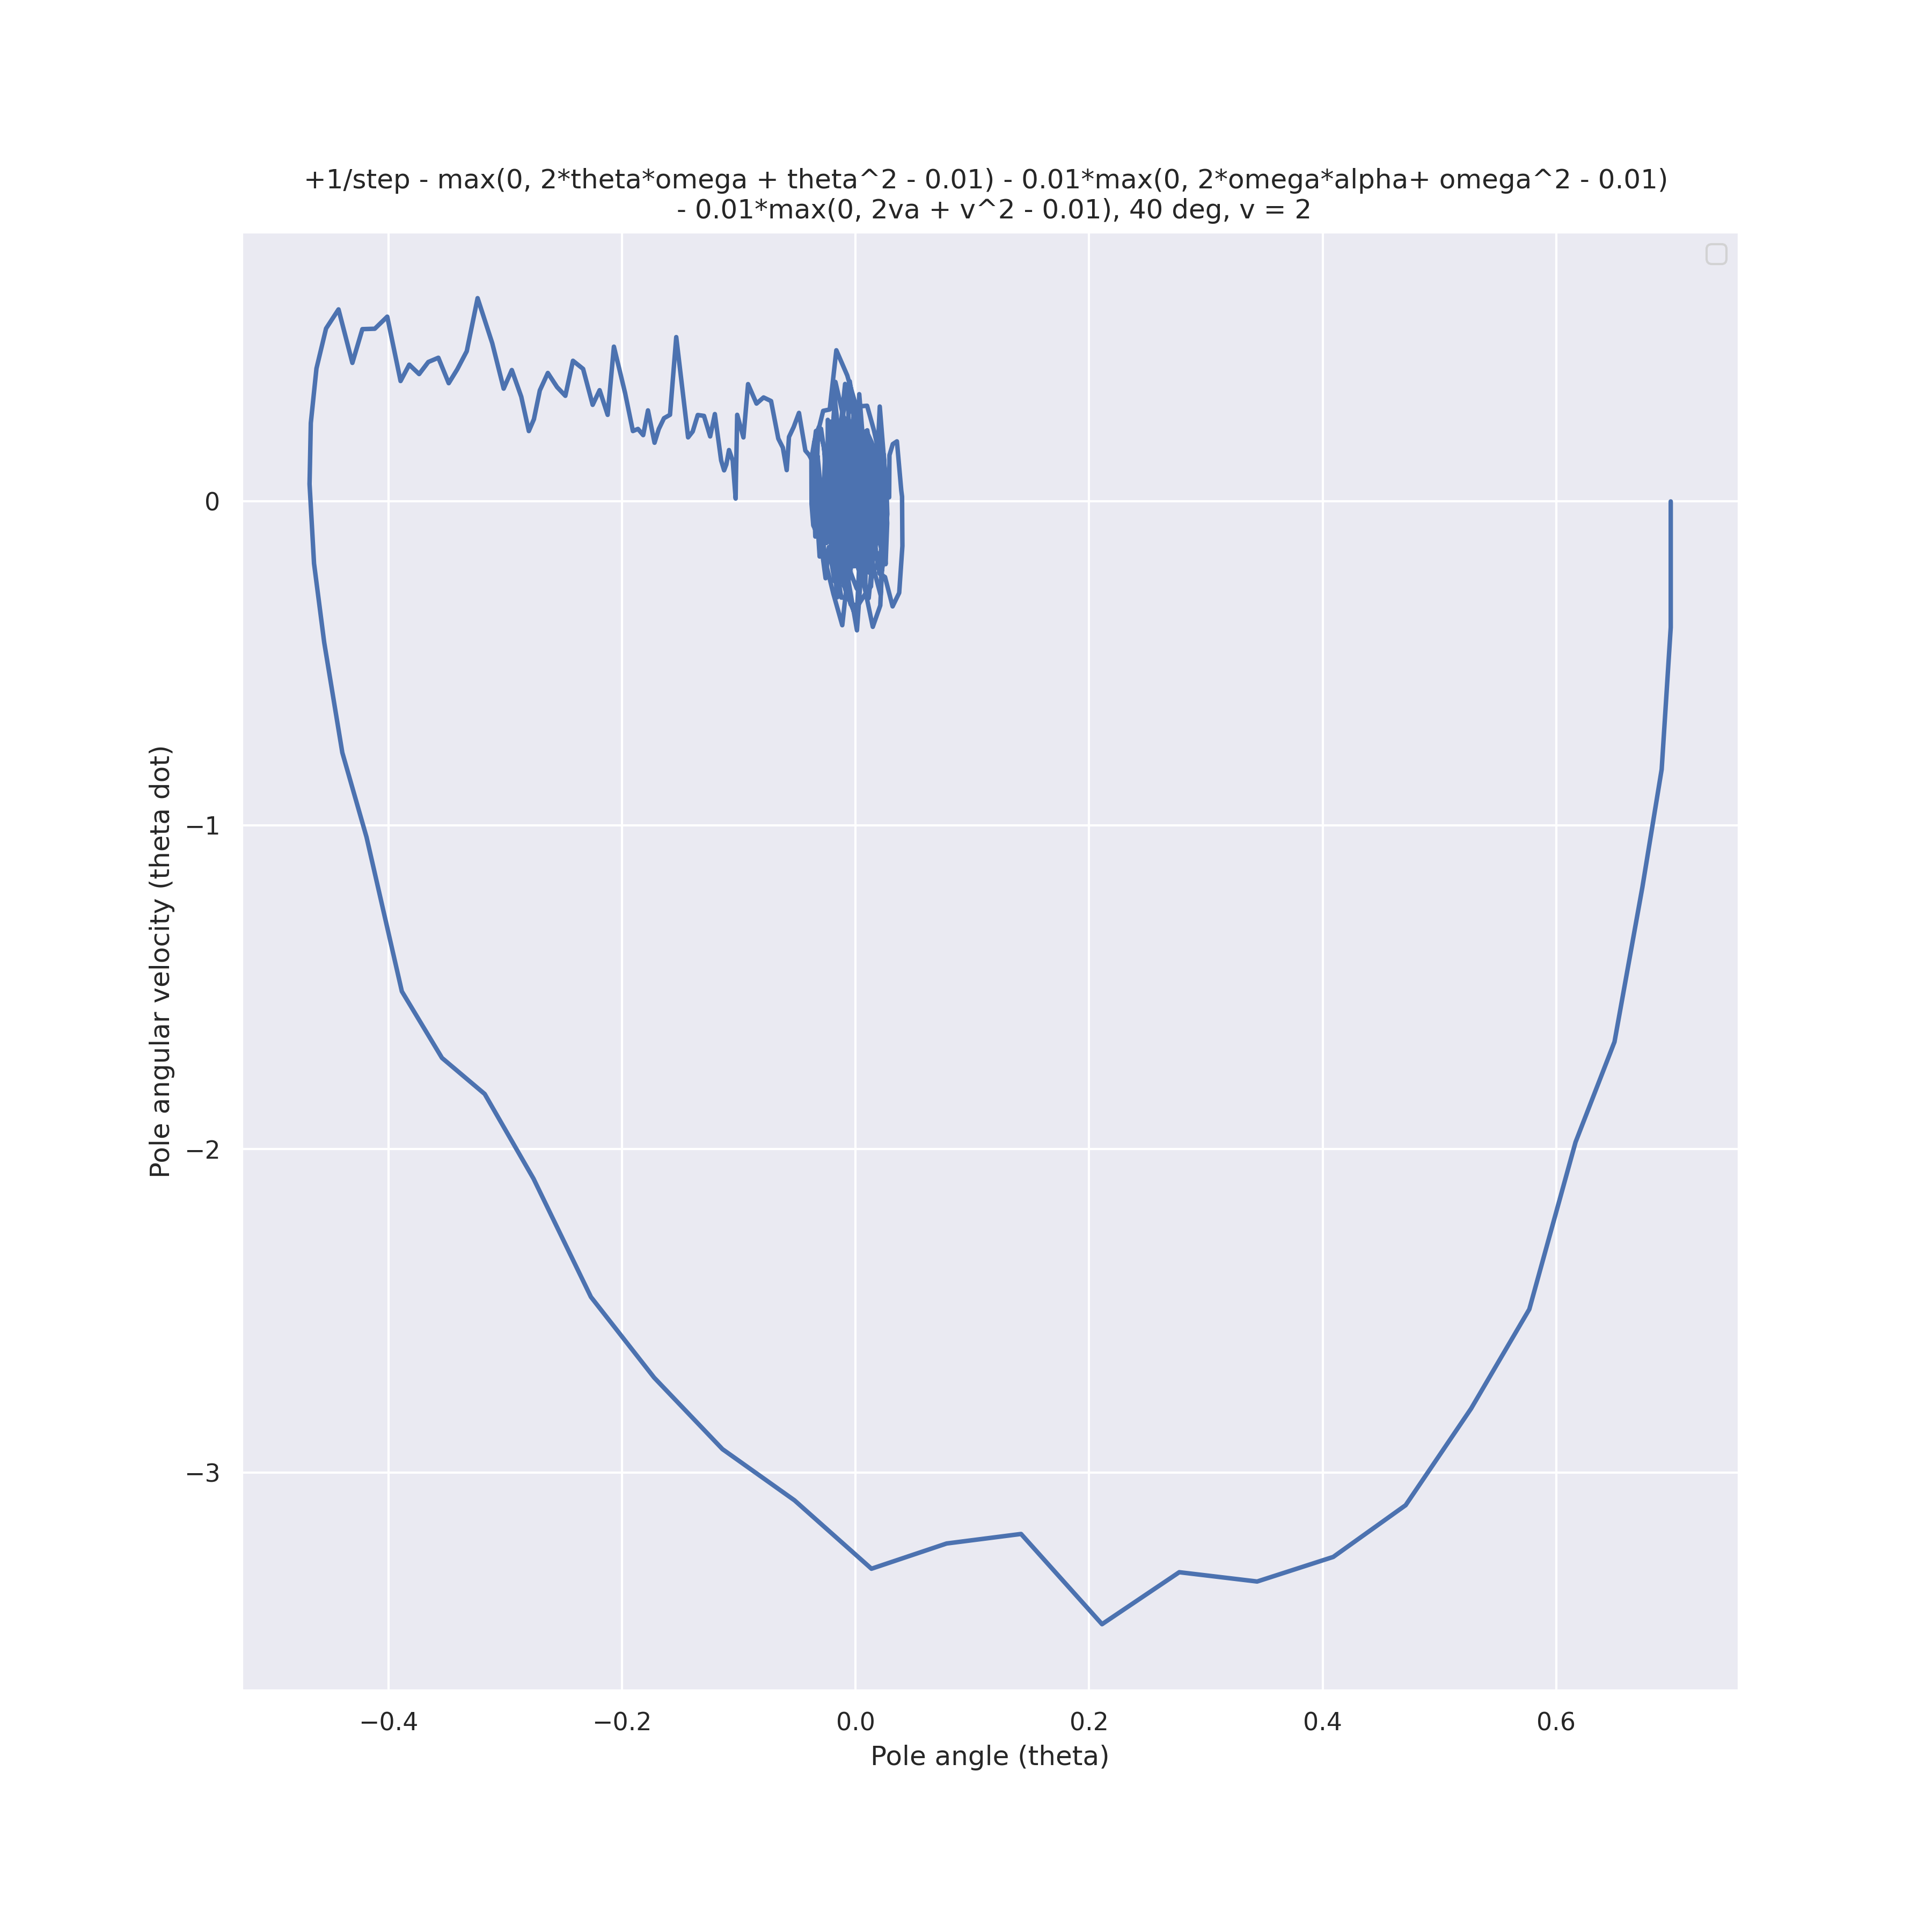 +1/step - max(0, 2*theta*omega + theta^2 - 0.01) - 0.01*max(0, 2*omega*alpha+ omega^2 - 0.01)
- 0.01*max(0, 2va + v^2 - 0.01), 40 deg, v = 2
0
−1
−2
−3
Pole angular velocity (theta dot)
−0.4
−0.2
0.0
0.2
0.4
0.6
Pole angle (theta)